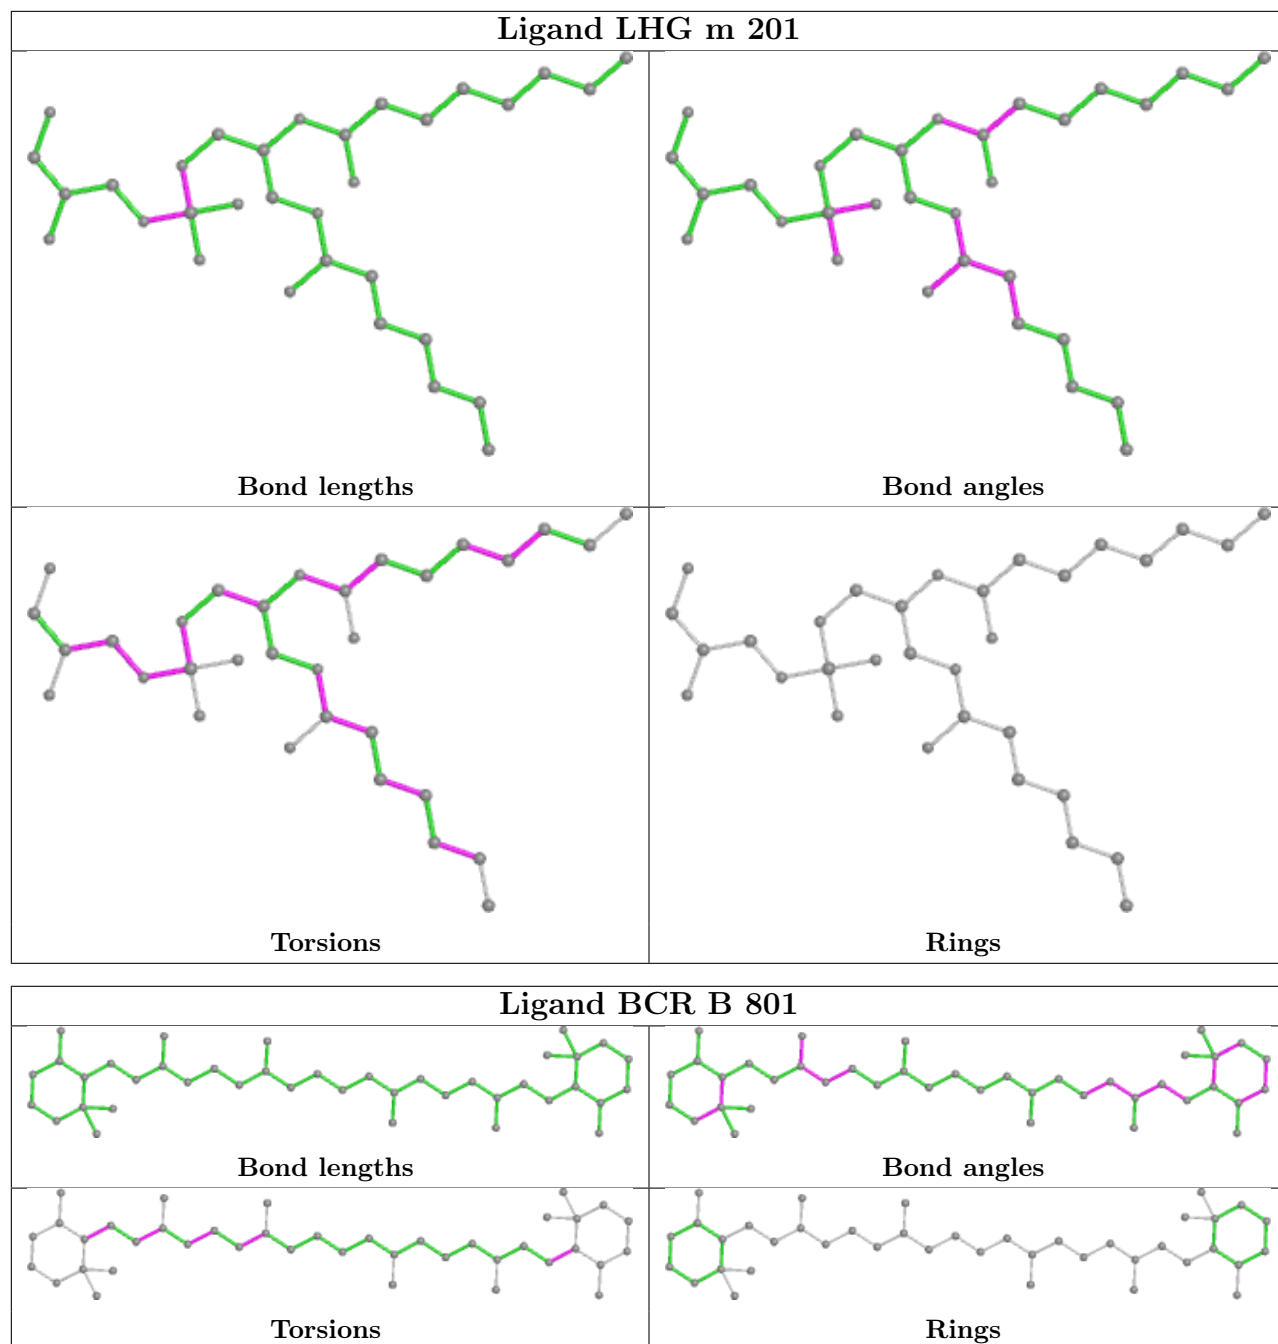 Ligand LHG m 201
Bond lengths
Bond angles
Torsions
Rings
Ligand BCR B 801
Bond lengths
Bond angles
Torsions
Rings